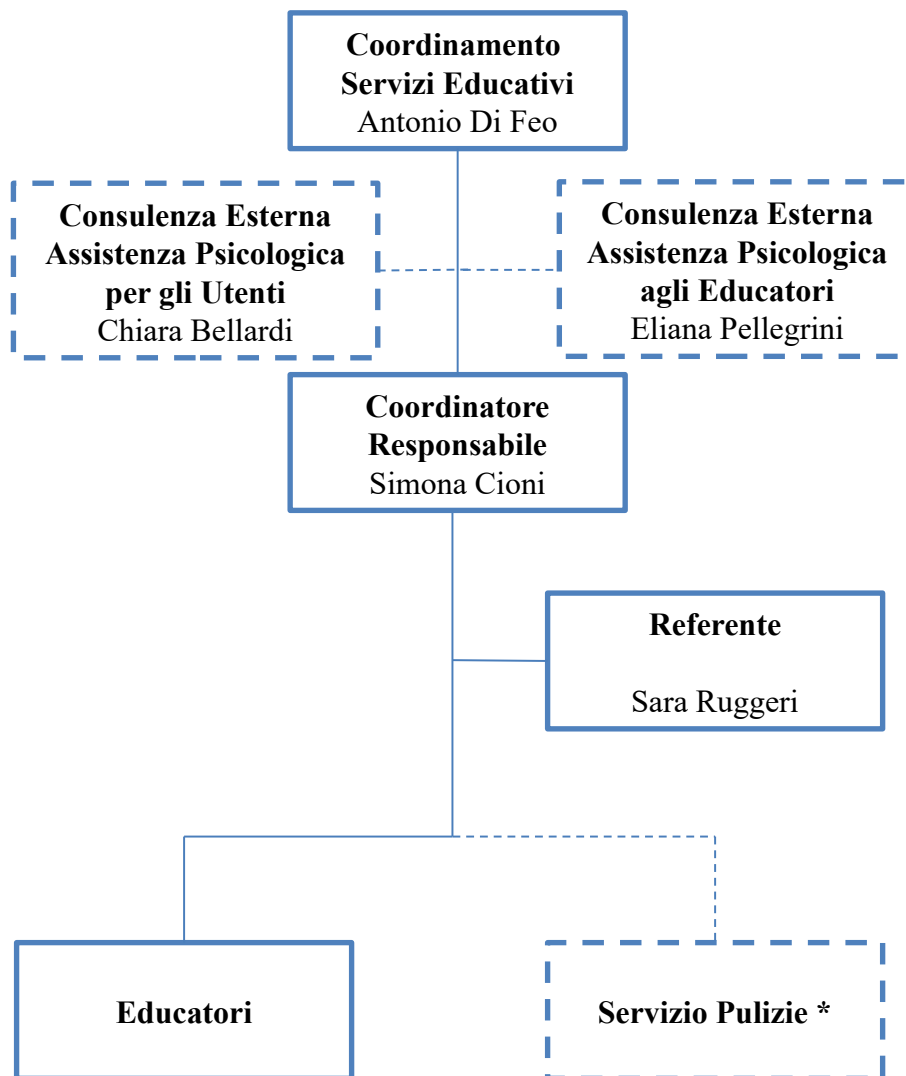 Coordinamento
Servizi Educativi
Antonio Di Feo
Consulenza Esterna
Assistenza Psicologica
per gli Utenti
Chiara Bellardi
Consulenza Esterna
Assistenza Psicologica
agli Educatori
Eliana Pellegrini
Coordinatore
Responsabile
Simona Cioni
Referente
Sara Ruggeri
Educatori
Servizio Pulizie *